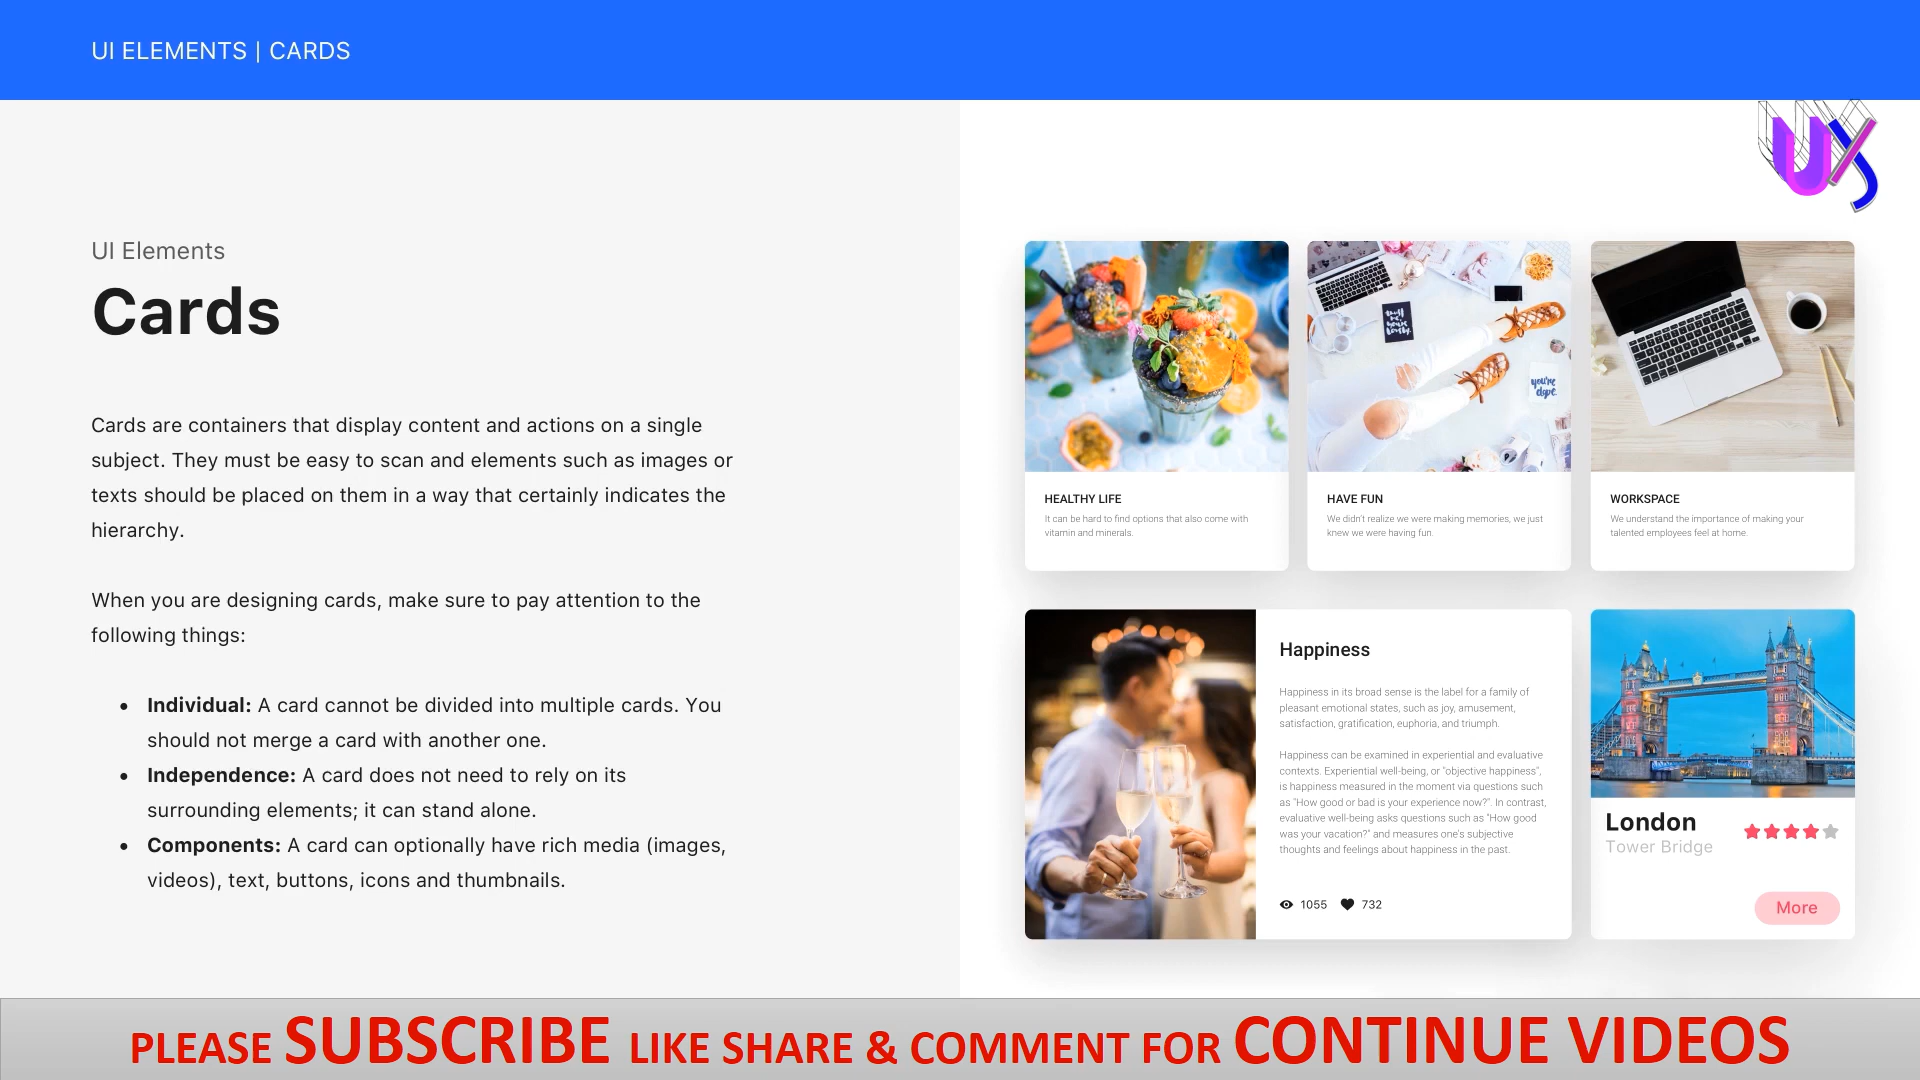 UI ELEMENTS | CARDS
UX
UI Elements
Cards
Cards are containers that display content and actions on a single
subject. They must be easy to scan and elements such as images or
texts should be placed on them in a way that certainly indicates the
hierarchy.
When you are designing cards, make sure to pay attention to the
following things:
• Individual: A card cannot be divided into multiple cards. You
should not merge a card with another one.
• Independence: A card does not need to rely on its
surrounding elements; it can stand alone.
• Components: A card can optionally have rich media (images,
videos), text, buttons, icons and thumbnails.
you're
dope.
HEALTHY LIFE
It can be hard to find options that also come with
vitamin and minerals.
HAVE FUN
We didn't realize we were making memories, we just
knew we were having fun.
WORKSPACE
We understand the importance of making your
talented employees feel at home.
Happiness
Happiness in its broad sense is the label for a family of
pleasant emotional states, such as joy, amusement,
satisfaction, gratification, euphoria, and triumph.
Happiness can be examined in experiential and evaluative
contexts. Experiential well-being, or "objective happiness",
is happiness measured in the moment via questions such
as "How good or bad is your experience now?". In contrast,
evaluative well-being asks questions such as "How good
was your vacation?" and measures one's subjective
thoughts and feelings about happiness in the past.
1055 732
London
Tower Bridge
More
PLEASE SUBSCRIBE LIKE SHARE & COMMENT FOR CONTINUE VIDEOS